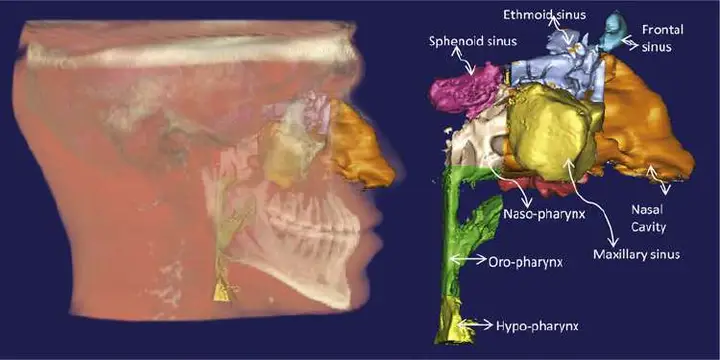 Ethmoid sinus
Frontal
sinus
Sphenoid sinus
Naso-pharynx
Nasal
Cavity
Maxillary sinus
Oro-pharynx
Hypo-pharynx